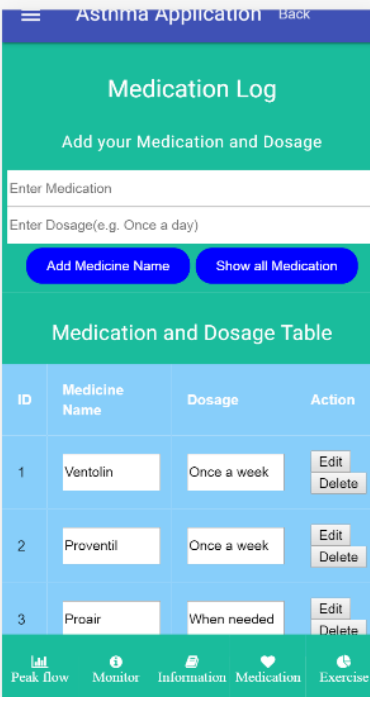 Asthma Application Back
Medication Log
Add your Medication and Dosage
Enter Medication
Enter Dosage(e.g. Once a day)
Add Medicine Name Show all Medication
Medication and Dosage Table
ID Medicine Name Dosage Action
1 Ventolin Once a week Edit
Delete
2 Proventil Once a week Edit
Delete
3 Proair When needed Edit
Delete
Peak flow Monitor Information Medication Exercise